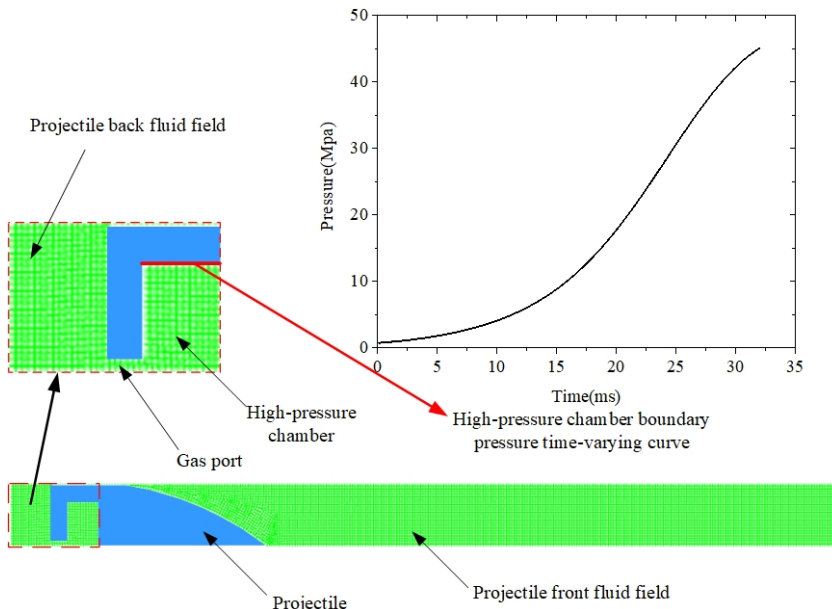 Projectile back fluid field
Pressure(Mpa)
50
40
30
20
10
0
0
5
10
15
20
25
30
35
Time(ms)
High-pressure
chamber
Gas port
High-pressure chamber boundary
pressure time-varying curve
Projectile
Projectile front fluid field